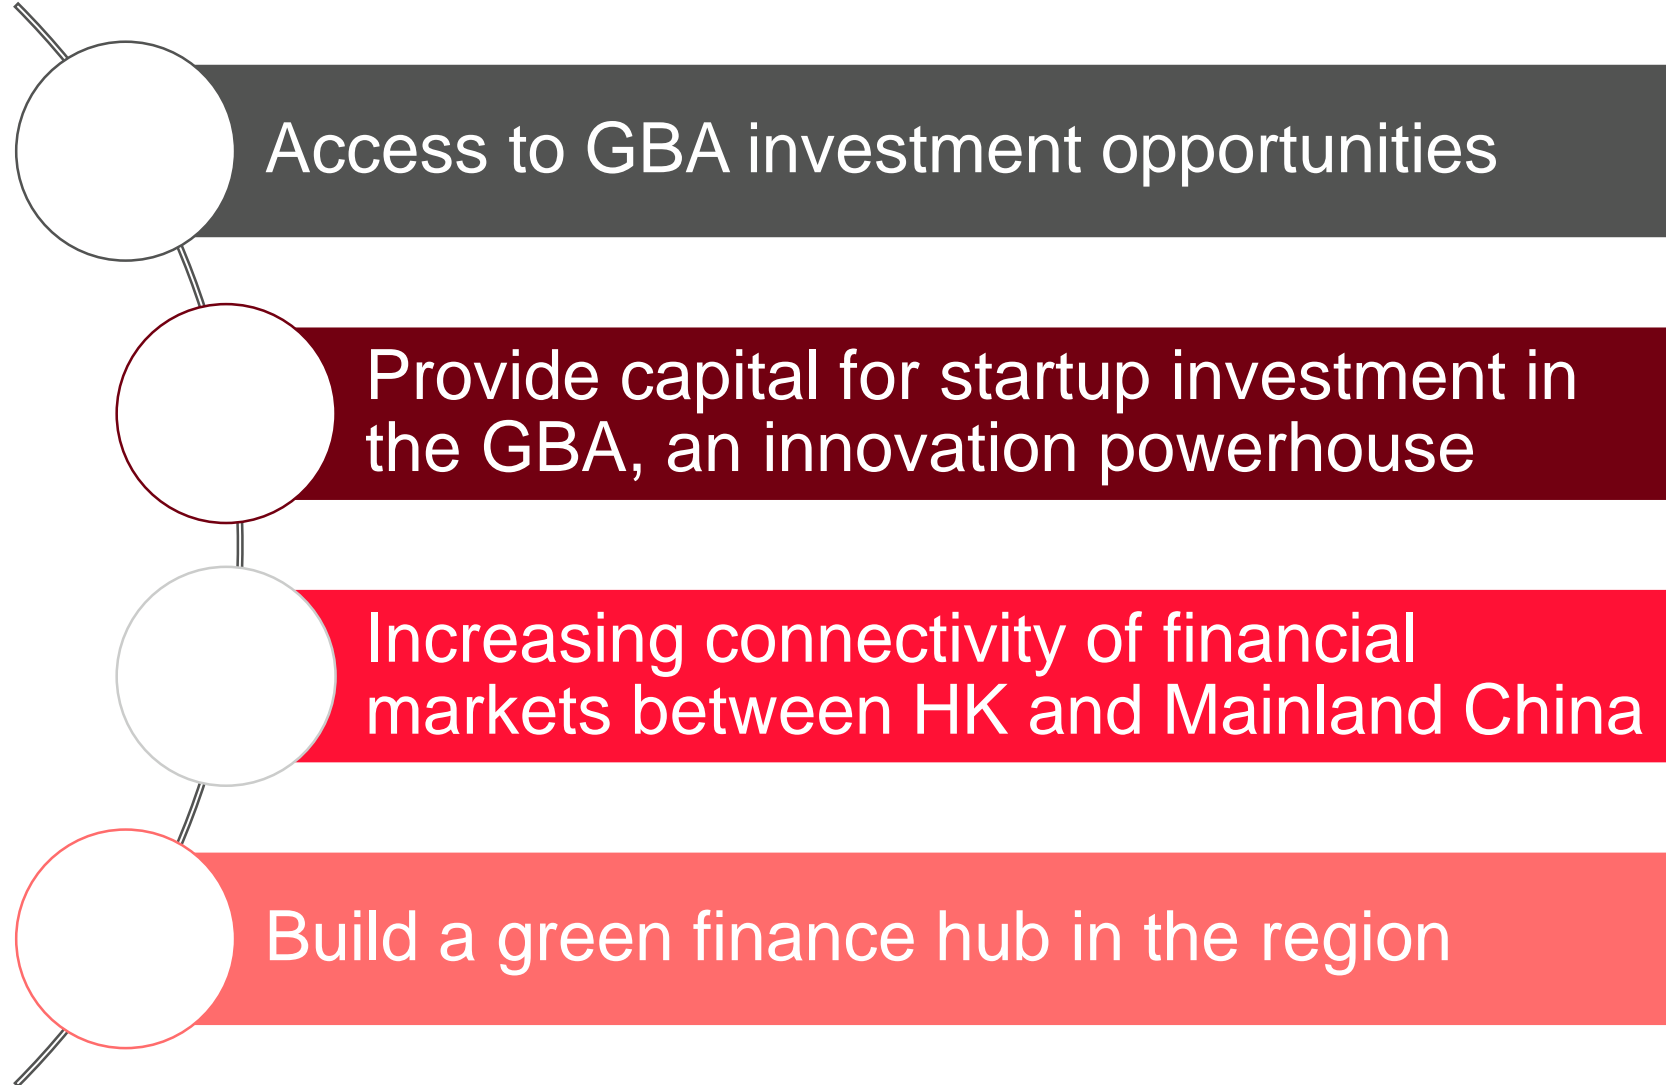 Access to GBA investment opportunities
Provide capital for startup investment in
the GBA, an innovation powerhouse
Increasing connectivity of financial
markets between HK and Mainland China
Build a green finance hub in the region